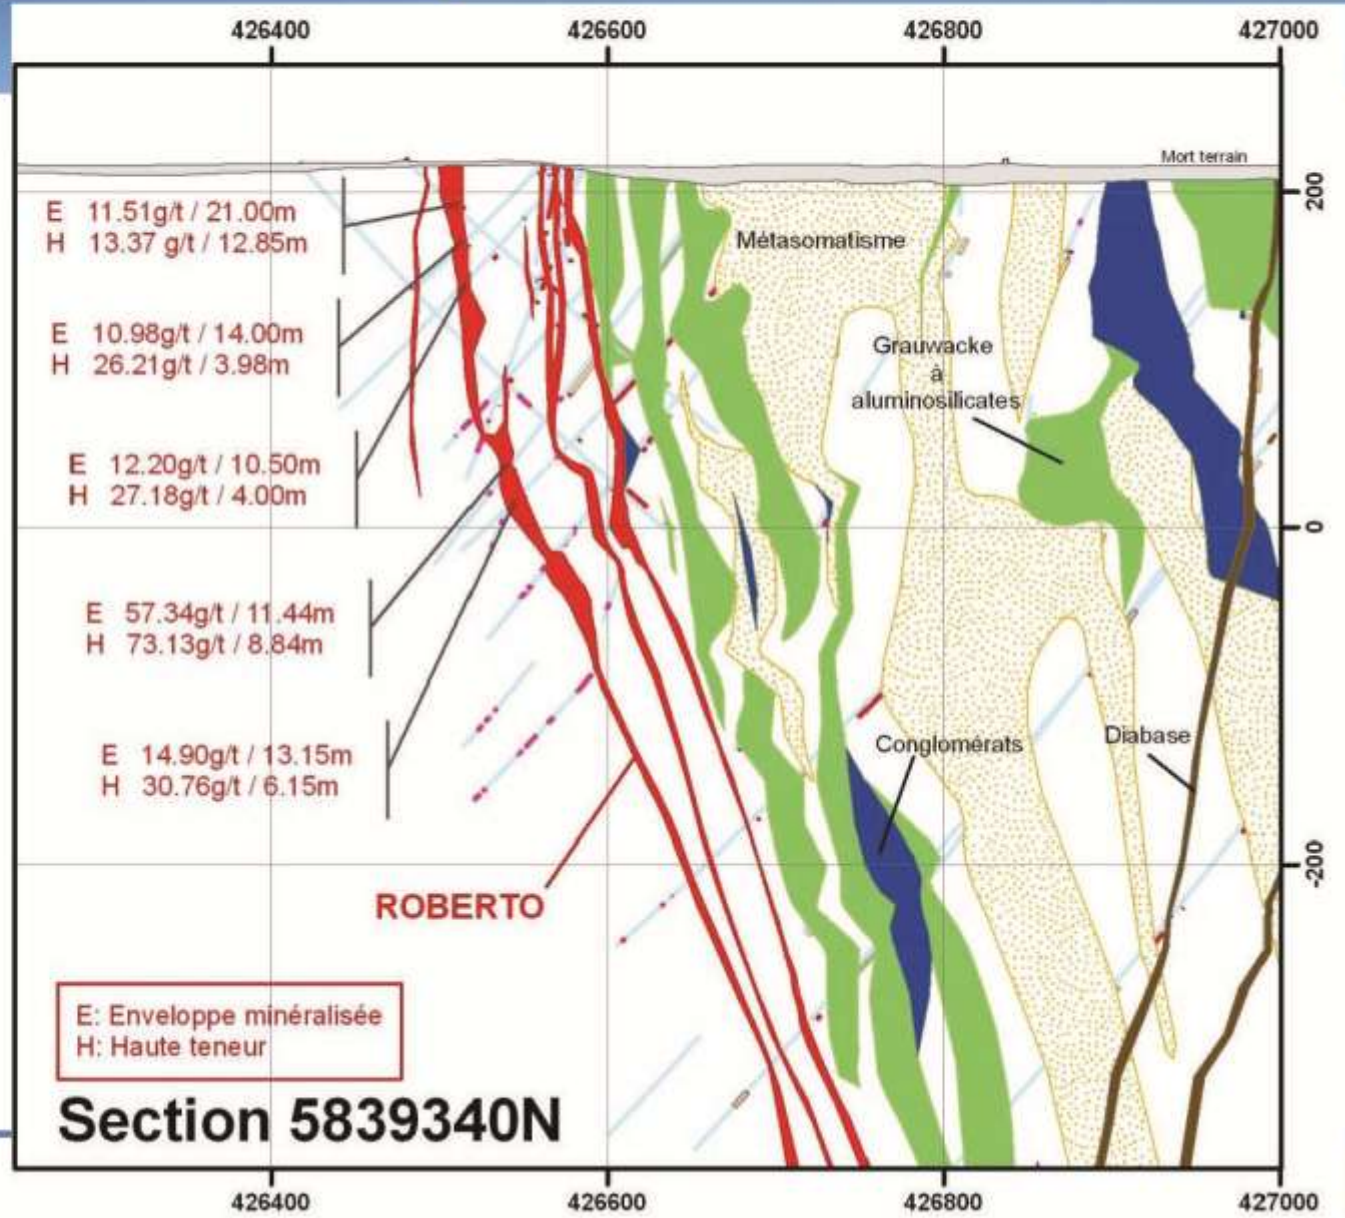 426400 426600 426800 427000
Mort terrain
200
E 11.51g/t / 21.00m
H 13.37 g/t / 12.85m
Métasomatisme
E 10.98g/t / 14.00m
H 26.21g/t / 3.98m
Grauwacke
à
aluminosilicates
E 12.20g/t / 10.50m
H 27.18g/t / 4.00m
0
E 57.34g/t / 11.44m
H 73.13g/t / 8.84m
Conglomérats
Diabase
E 14.90g/t / 13.15m
H 30.76g/t / 6.15m
-200
ROBERTO
E: Enveloppe minéralisée
H: Haute teneur
Section 5839340N
426400 426600 426800 427000